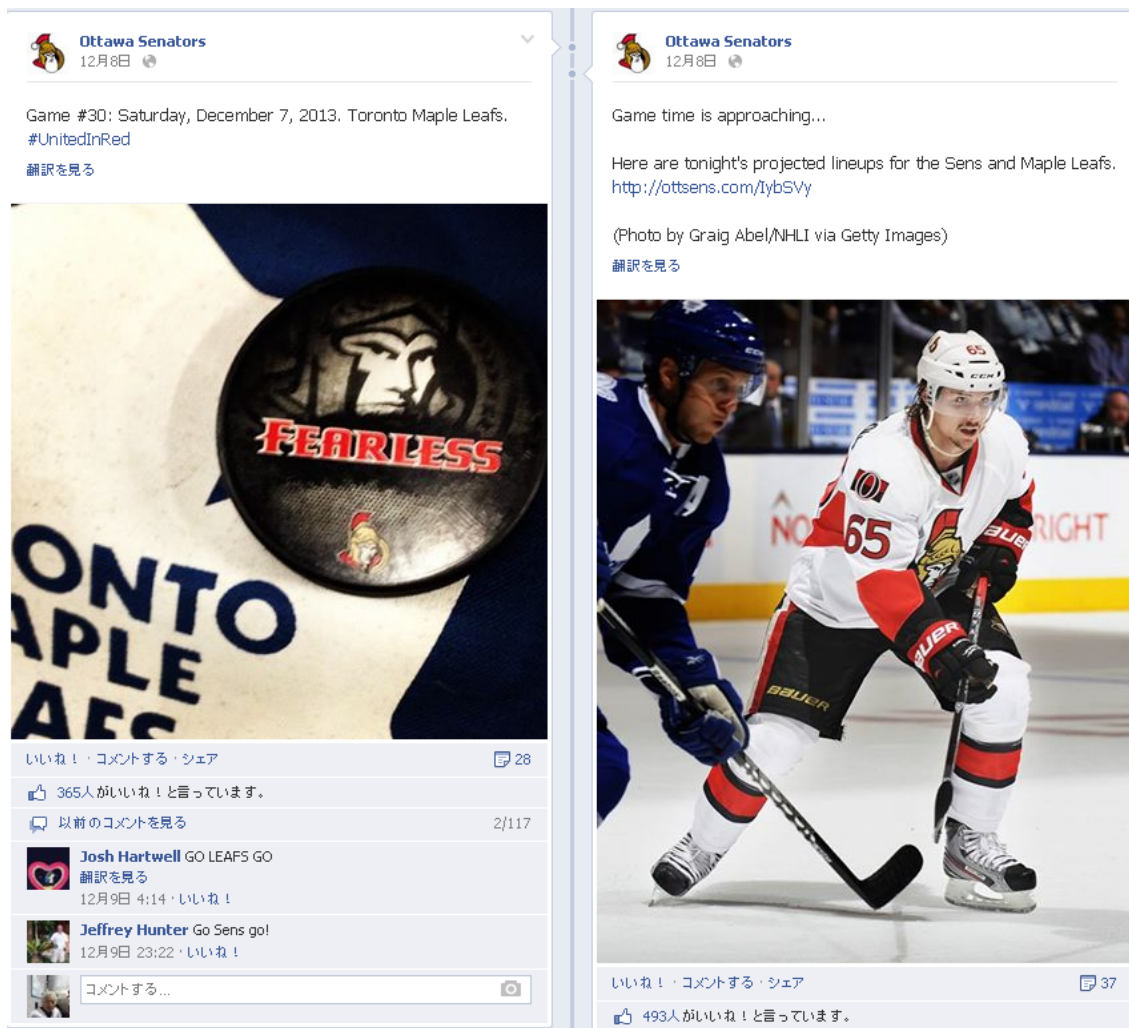 Ottawa Senators
12月8日
Game #30: Saturday, December 7, 2013. Toronto Maple Leafs.
#UnitedInRed
翻訳を見る
FEARLESS
ONTO
APLE
AFS
いいね！ · コメントする · シェア
28
365人がいいね！と言っています。
以前のコメントを見る
2/117
Josh Hartwell GO LEAFS GO
翻訳を見る
12月9日 4:14 · いいね！
Jeffrey Hunter Go Sens go!
12月9日 23:22 · いいね！
コメントする...
Ottawa Senators
12月8日
Game time is approaching...
Here are tonight's projected lineups for the Sens and Maple Leafs.
http://ottsens.com/IybSVy
(Photo by Graig Abel/NHLI via Getty Images)
翻訳を見る
65
CCM
CCM
65
NO
RIGHT
BAUER
BAUER
BAUER
A
いいね！ · コメントする · シェア
37
493人がいいね！と言っています。